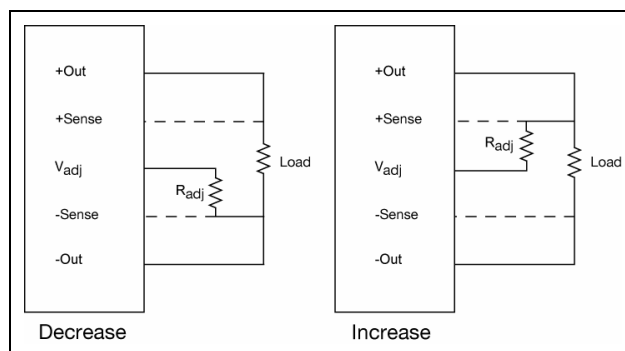 +Out
+Sense
Vadj
-Sense
-Out
Radj
Load
Decrease
+Out
+Sense
Vadj
-Sense
-Out
Radj
Load
Increase